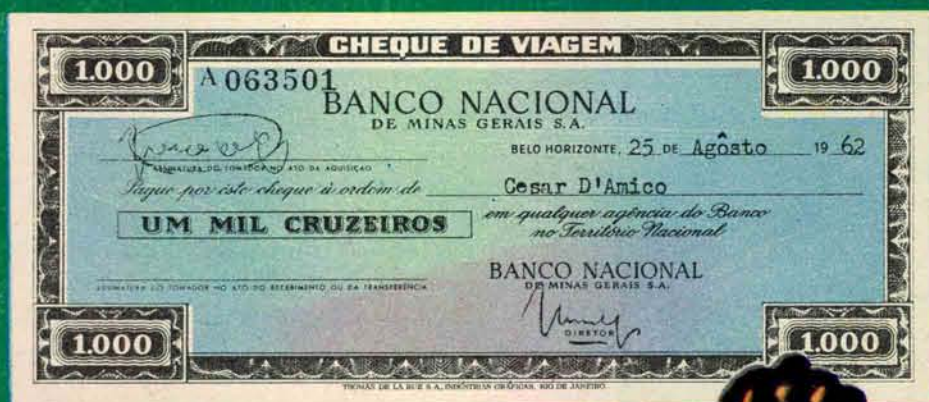 CHEQUE DE VIAGEM
1.000 1.000
A 063501
BANCO NACIONAL
DE MINAS GERAIS S.A.
BELO HORIZONTE, 25 DE Agôsto 19 62
ASSINATURA DO TOMADOR NO ATO DA AQUISIÇÃO
Pague por êste cheque à ordem de Cesar D'Amico
UM MIL CRUZEIROS
em qualquer agência do Banco
no Território Nacional
BANCO NACIONAL
DE MINAS GERAIS S.A.
ASSINATURA DO TOMADOR NO ATO DO RECEBIMENTO OU DA TRANSFERÊNCIA
DIRETOR
1.000 1.000
THOMAS DE LA RUE S.A., INDÚSTRIAS GRÁFICAS, RIO DE JANEIRO